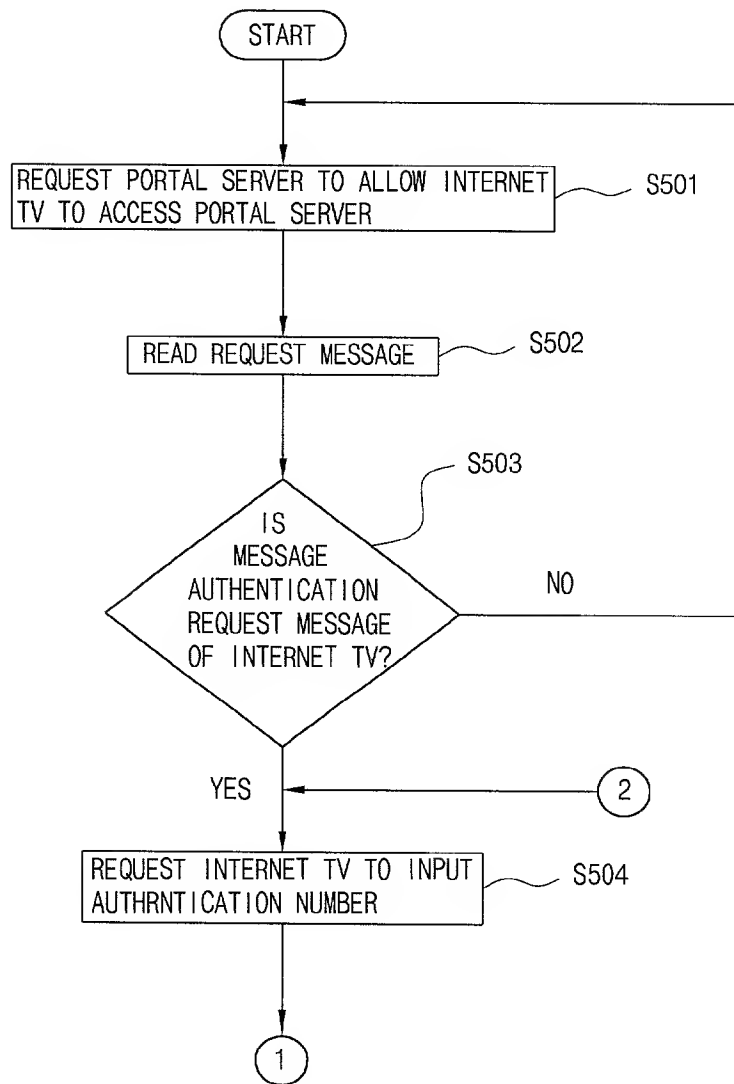 START
REQUEST PORTAL SERVER TO ALLOW INTERNET
TV TO ACCESS PORTAL SERVER
S501
READ REQUEST MESSAGE
S502
S503
IS
MESSAGE
AUTHENTICATION
REQUEST MESSAGE
OF INTERNET TV?
NO
YES
2
REQUEST INTERNET TV TO INPUT
AUTHRNTICATION NUMBER
S504
1